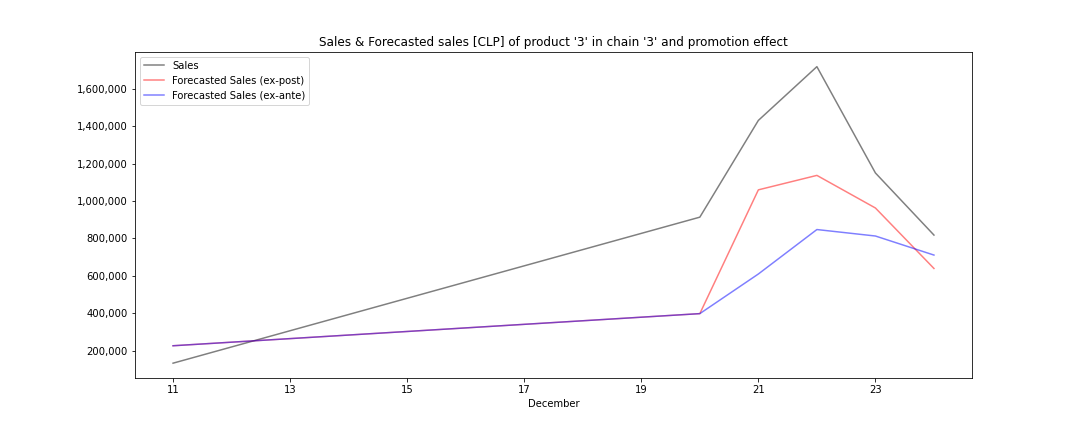 Sales & Forecasted sales [CLP] of product '3' in chain '3' and promotion effect
Sales
Forecasted Sales (ex-post)
Forecasted Sales (ex-ante)
1,600,000
1,400,000
1,200,000
1,000,000
800,000
600,000
400,000
200,000
11 13 15 17 19 21 23
December